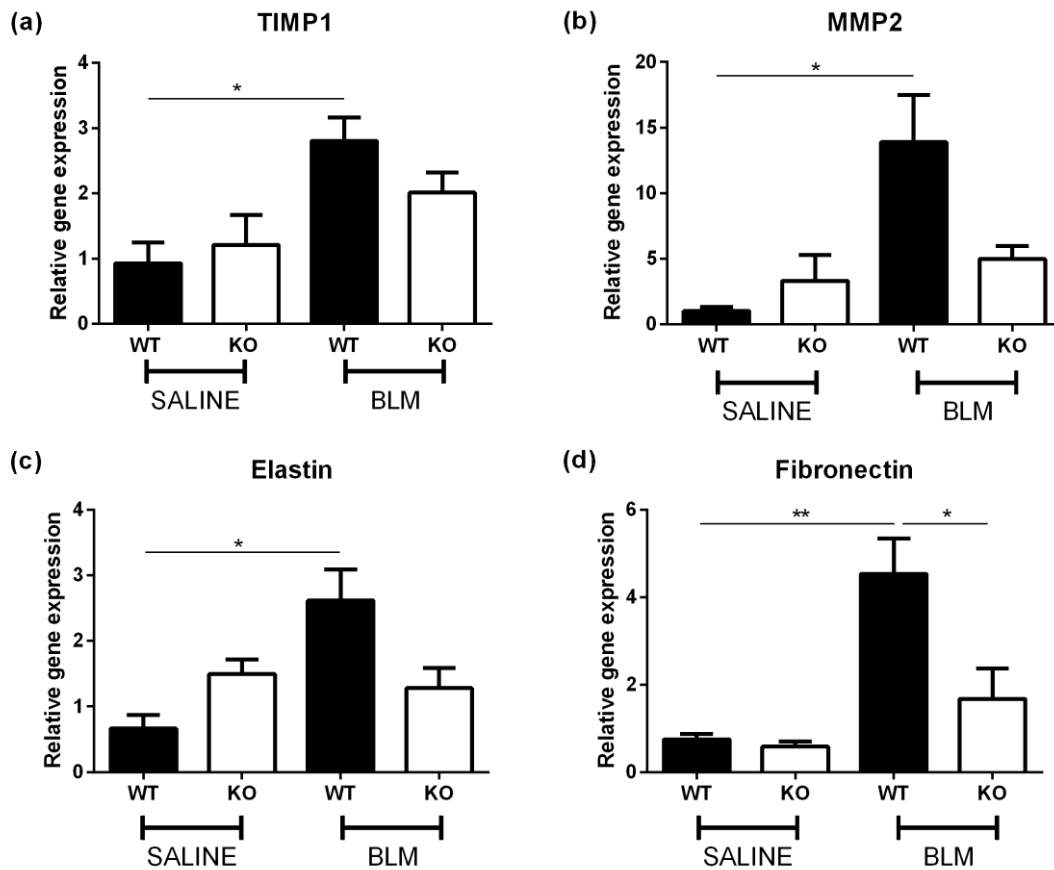 (a)
TIMP1
Relative gene expression
4
3
2
1
0
*
WT KO WT KO
SALINE BLM
(b)
MMP2
Relative gene expression
20
15
10
5
0
*
WT KO WT KO
SALINE BLM
(c)
Elastin
Relative gene expression
4
3
2
1
0
*
WT KO WT KO
SALINE BLM
(d)
Fibronectin
Relative gene expression
6
4
2
0
** *
WT KO WT KO
SALINE BLM